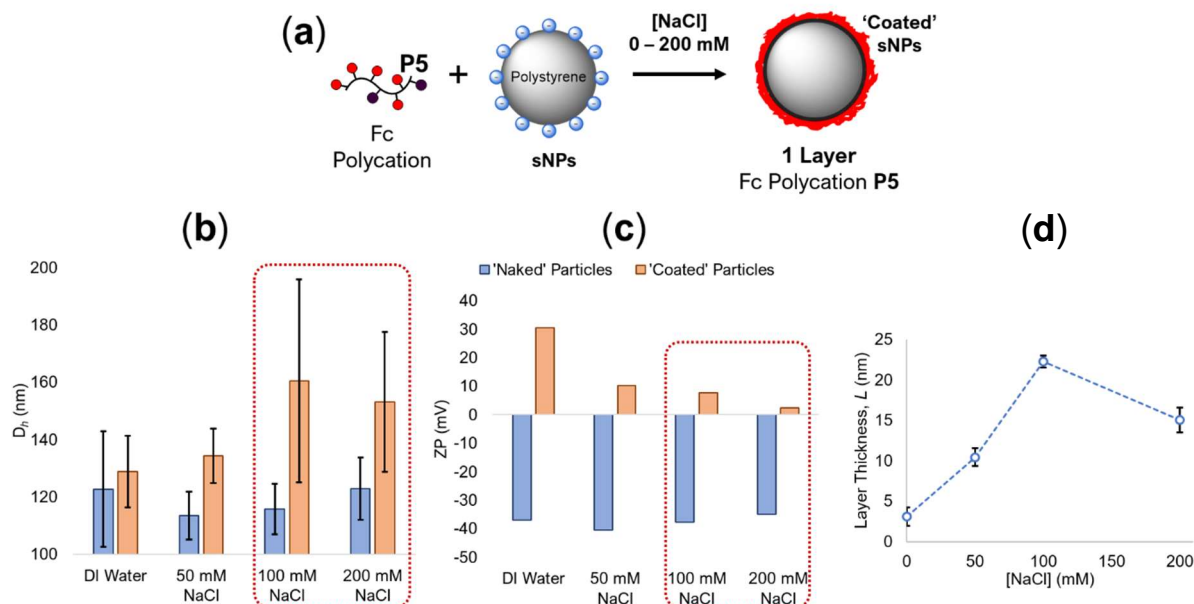 (a)
P5
+
Fc
Polycation
Polystyrene
sNPs
[NaCl]
0 – 200 mM
'Coated'
sNPs
1 Layer
Fc Polycation P5
(b)
Dh (nm)
200
180
160
140
120
100
DI Water
50 mM
NaCl
100 mM
NaCl
200 mM
NaCl
(c)
'Naked' Particles
'Coated' Particles
ZP (mV)
40
30
20
10
0
-10
-20
-30
-40
-50
DI Water
50 mM
NaCl
100 mM
NaCl
200 mM
NaCl
(d)
Layer Thickness, L (nm)
25
20
15
10
5
0
0
50
100
150
200
[NaCl] (mM)